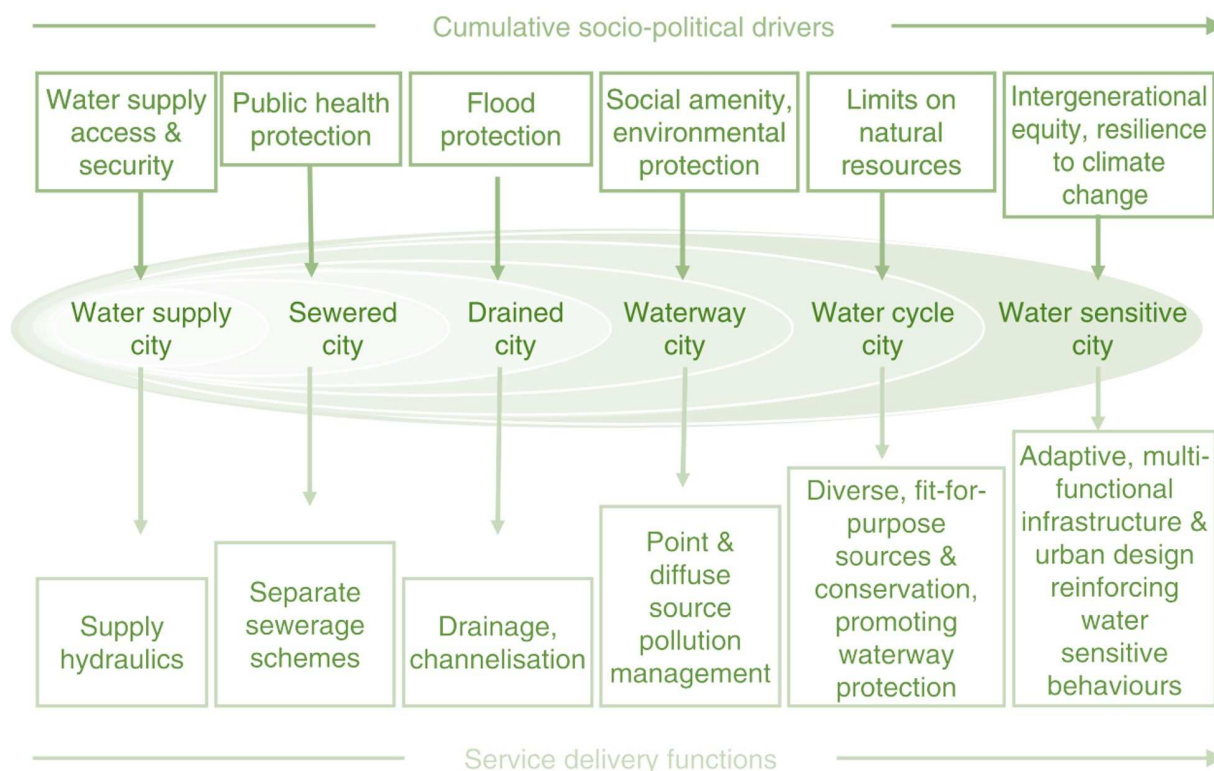 Cumulative socio-political drivers
Water supply
access &
security
Public health
protection
Flood
protection
Social amenity,
environmental
protection
Limits on
natural
resources
Intergenerational
equity, resilience
to climate
change
Water supply
city
Sewered
city
Drained
city
Waterway
city
Water cycle
city
Water sensitive
city
Supply
hydraulics
Separate
sewerage
schemes
Drainage,
channelisation
Point &
diffuse
source
pollution
management
Diverse, fit-for-
purpose
sources &
conservation,
promoting
waterway
protection
Adaptive, multi-
functional
infrastructure &
urban design
reinforcing
water
sensitive
behaviours
Service delivery functions